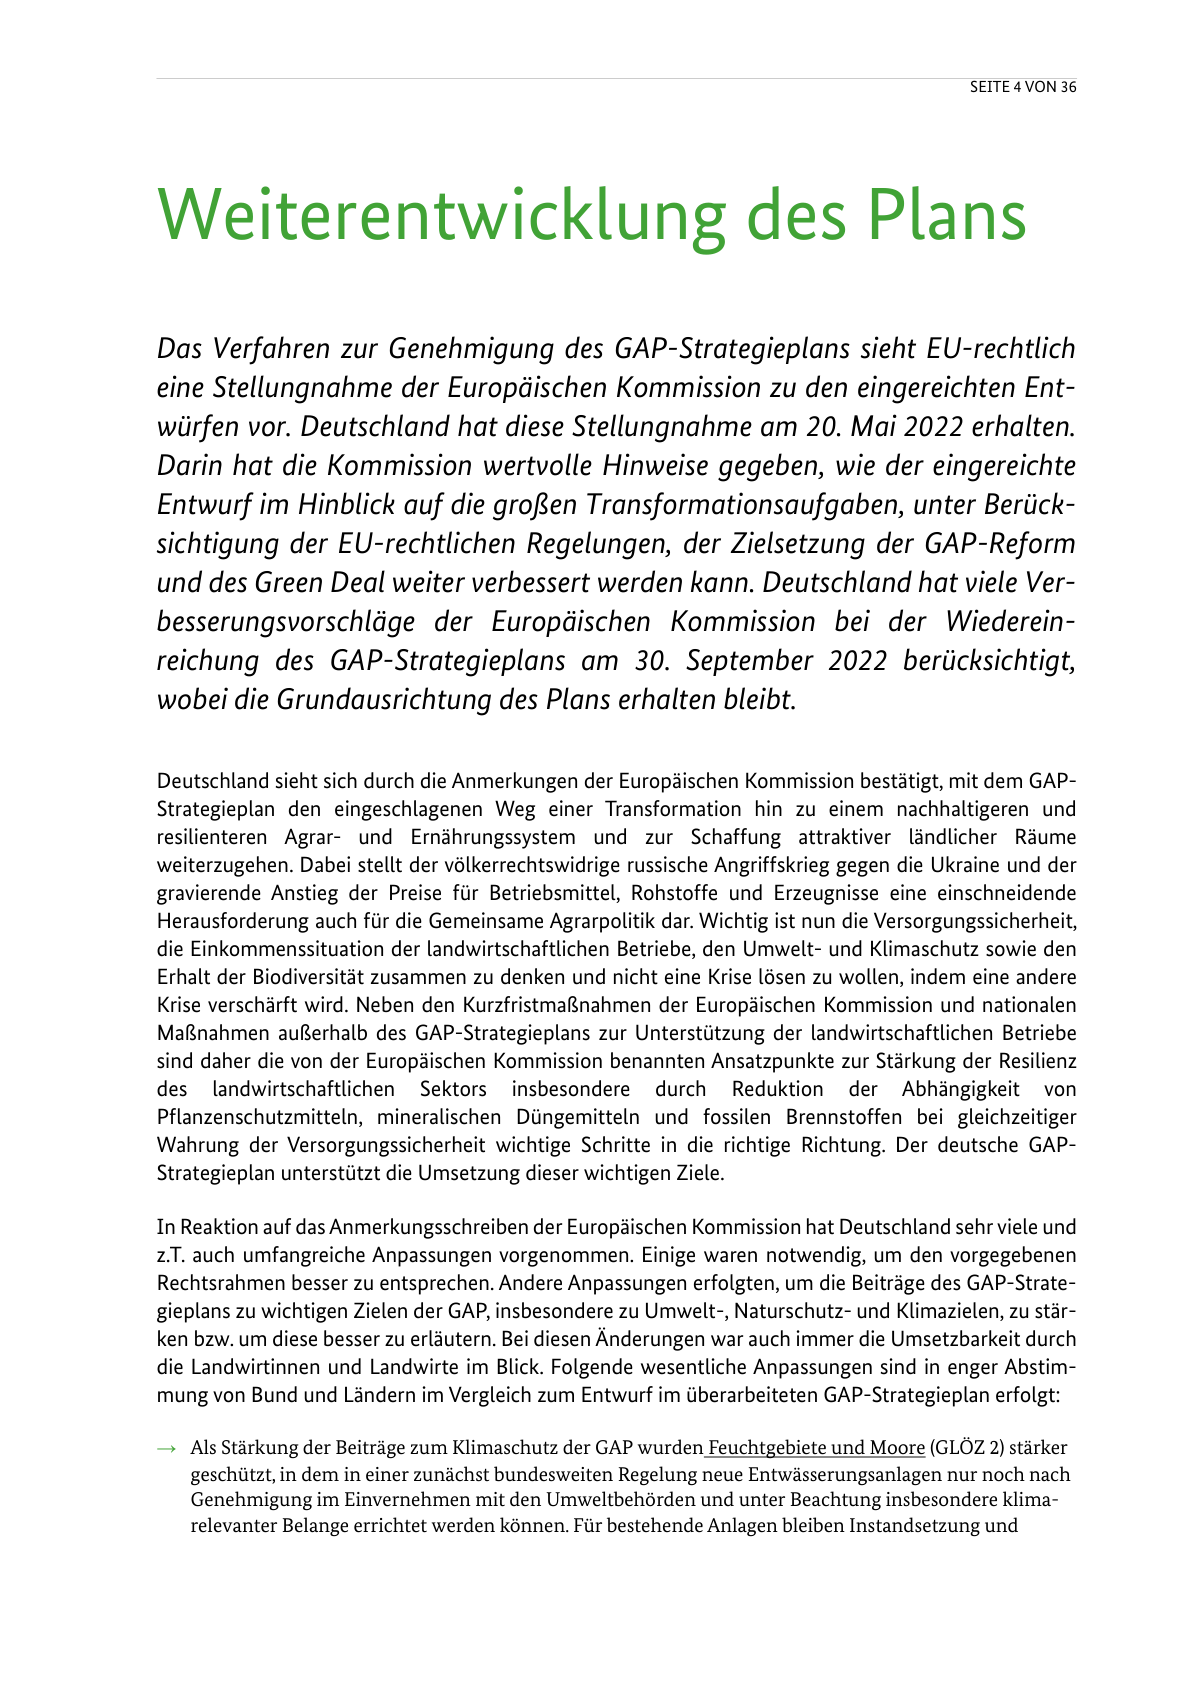 SEITE 4 VON 36
Weiterentwicklung des Plans
Das Verfahren zur Genehmigung des GAP-Strategieplans sieht EU-rechtlich
eine Stellungnahme der Europäischen Kommission zu den eingereichten Ent-
würfen vor. Deutschland hat diese Stellungnahme am 20. Mai 2022 erhalten.
Darin hat die Kommission wertvolle Hinweise gegeben, wie der eingereichte
Entwurf im Hinblick auf die großen Transformationsaufgaben, unter Berück-
sichtigung der EU-rechtlichen Regelungen, der Zielsetzung der GAP-Reform
und des Green Deal weiter verbessert werden kann. Deutschland hat viele Ver-
besserungsvorschläge der Europäischen Kommission bei der Wiederein-
reichung des GAP-Strategieplans am 30. September 2022 berücksichtigt,
wobei die Grundausrichtung des Plans erhalten bleibt.
Deutschland sieht sich durch die Anmerkungen der Europäischen Kommission bestätigt, mit dem GAP-
Strategieplan den eingeschlagenen Weg einer Transformation hin zu einem nachhaltigeren und
resilienteren Agrar- und Ernährungssystem und zur Schaffung attraktiver ländlicher Räume
weiterzugehen. Dabei stellt der völkerrechtswidrige russische Angriffskrieg gegen die Ukraine und der
gravierende Anstieg der Preise für Betriebsmittel, Rohstoffe und Erzeugnisse eine einschneidende
Herausforderung auch für die Gemeinsame Agrarpolitik dar. Wichtig ist nun die Versorgungssicherheit,
die Einkommenssituation der landwirtschaftlichen Betriebe, den Umwelt- und Klimaschutz sowie den
Erhalt der Biodiversität zusammen zu denken und nicht eine Krise lösen zu wollen, indem eine andere
Krise verschärft wird. Neben den Kurzfristmaßnahmen der Europäischen Kommission und nationalen
Maßnahmen außerhalb des GAP-Strategieplans zur Unterstützung der landwirtschaftlichen Betriebe
sind daher die von der Europäischen Kommission benannten Ansatzpunkte zur Stärkung der Resilienz
des landwirtschaftlichen Sektors insbesondere durch Reduktion der Abhängigkeit von
Pflanzenschutzmitteln, mineralischen Düngemitteln und fossilen Brennstoffen bei gleichzeitiger
Wahrung der Versorgungssicherheit wichtige Schritte in die richtige Richtung. Der deutsche GAP-
Strategieplan unterstützt die Umsetzung dieser wichtigen Ziele.
In Reaktion auf das Anmerkungsschreiben der Europäischen Kommission hat Deutschland sehr viele und
z.T. auch umfangreiche Anpassungen vorgenommen. Einige waren notwendig, um den vorgegebenen
Rechtsrahmen besser zu entsprechen. Andere Anpassungen erfolgten, um die Beiträge des GAP-Strate-
gieplans zu wichtigen Zielen der GAP, insbesondere zu Umwelt-, Naturschutz- und Klimazielen, zu stär-
ken bzw. um diese besser zu erläutern. Bei diesen Änderungen war auch immer die Umsetzbarkeit durch
die Landwirtinnen und Landwirte im Blick. Folgende wesentliche Anpassungen sind in enger Abstim-
mung von Bund und Ländern im Vergleich zum Entwurf im überarbeiteten GAP-Strategieplan erfolgt:
→ Als Stärkung der Beiträge zum Klimaschutz der GAP wurden Feuchtgebiete und Moore (GLÖZ 2) stärker
geschützt, in dem in einer zunächst bundesweiten Regelung neue Entwässerungsanlagen nur noch nach
Genehmigung im Einvernehmen mit den Umweltbehörden und unter Beachtung insbesondere klima-
relevanter Belange errichtet werden können. Für bestehende Anlagen bleiben Instandsetzung und